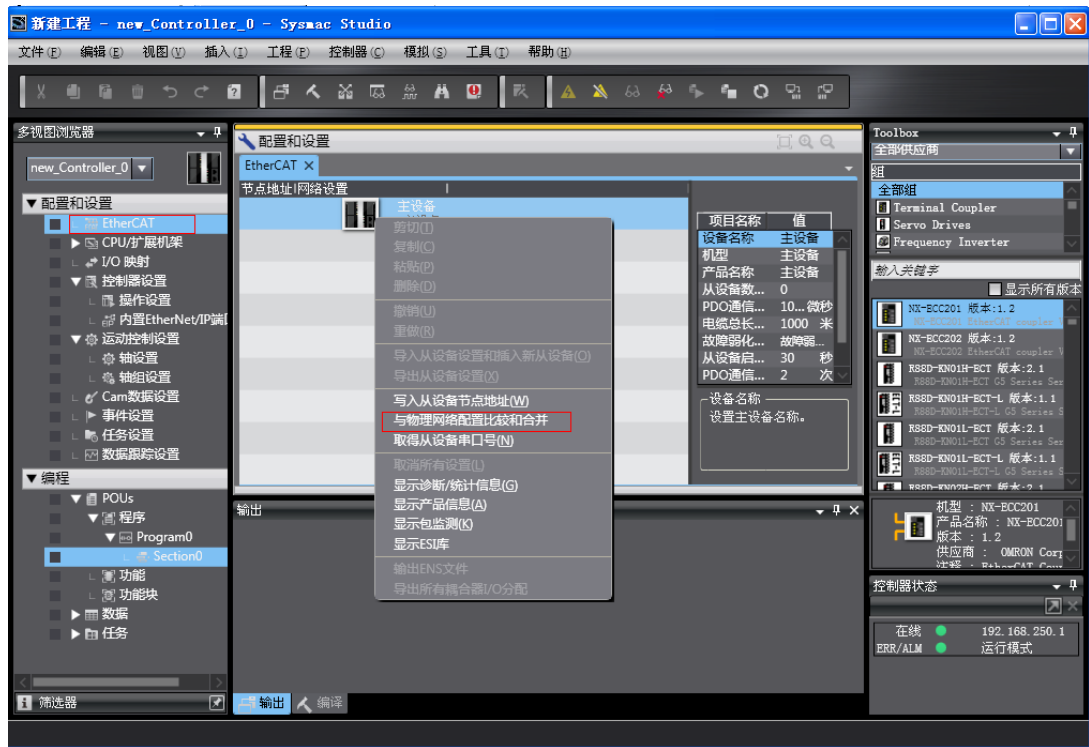 新建工程 - new_Controller_0 - Sysmac Studio
文件(F) 编辑(E) 视图(V) 插入(I) 工程(P) 控制器(C) 模拟(S) 工具(T) 帮助(H)
多视图浏览器
new_Controller_0
配置和设置
EtherCAT
CPU/扩展机架
I/O 映射
控制器设置
操作设置
内置EtherNet/IP端
运动控制设置
轴设置
轴组设置
Cam数据设置
事件设置
任务设置
数据跟踪设置
编程
POUs
程序
Program0
Section0
功能
功能块
数据
任务
筛选器
配置和设置
EtherCAT
节点地址 网络设置
主设备
剪切(T)
复制(C)
粘贴(P)
删除(D)
撤销(U)
重做(R)
导入从设备设置和插入新从设备(O)
导出从设备设置(X)
写入从设备节点地址(W)
与物理网络配置比较和合并
取得从设备串口号(N)
取消所有设置(L)
显示诊断/统计信息(G)
显示产品信息(A)
显示包监测(K)
显示ESI库
输出ENS文件
导出所有耦合器I/O分配
项目名称 值
设备名称 主设备
机型 主设备
产品名称 主设备
从设备数... 0
PDO通信... 10...微秒
电缆总长... 1000 米
故障弱化... 故障弱...
从设备启... 30 秒
PDO通信... 2 次
设备名称
设置主设备名称。
输出
输出 编译
Toolbox
全部供应商
组
全部组
Terminal Coupler
Servo Drives
Frequency Inverter
输入关键字
显示所有版本
NX-ECC201 版本:1.2
NX-ECC201 EtherCAT coupler V
NX-ECC202 版本:1.2
NX-ECC202 EtherCAT coupler V
R88D-KN01H-ECT 版本:2.1
R88D-KN01H-ECT G5 Series Ser
R88D-KN01H-ECT-L 版本:1.1
R88D-KN01H-ECT-L G5 Series S
R88D-KN01L-ECT 版本:2.1
R88D-KN01L-ECT G5 Series Ser
R88D-KN01L-ECT-L 版本:1.1
R88D-KN01L-ECT-L G5 Series S
R88D-KN02H-ECT 版本:2.1
机型 : NX-ECC201
产品名称 : NX-ECC201
版本 : 1.2
供应商 : OMRON Corp
注释 : EtherCAT Coup
控制器状态
在线 192.168.250.1
ERR/ALM 运行模式